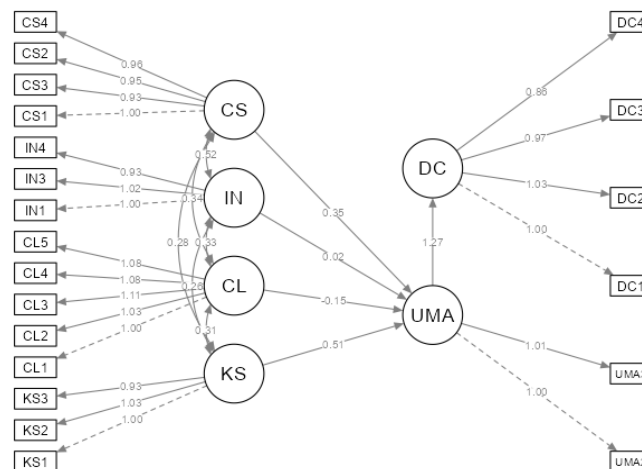 CS4
CS2
CS3
CS1
IN4
IN3
IN1
CL5
CL4
CL3
CL2
CL1
KS3
KS2
KS1
0.96
0.95
0.93
1.00
0.93
1.02
1.00
1.08
1.08
1.11
1.03
1.00
0.93
1.03
1.00
CS
IN
CL
KS
0.52
0.34
0.28
0.33
0.26
0.31
0.35
0.02
-0.15
0.51
UMA
1.27
DC
0.97
1.03
1.00
1.01
1.00
DC4
DC3
DC2
DC1